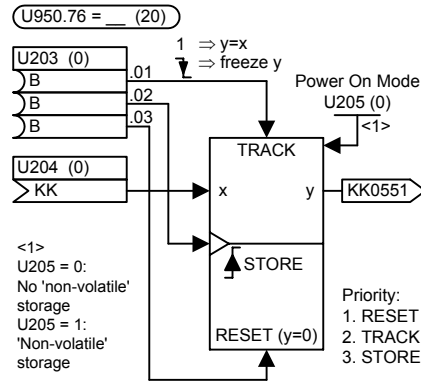 U950.76 = __ (20)
U203 (0)
B .01
B .02
B .03
1 ⇒ y=x
⇒ freeze y
Power On Mode
U205 (0)
<1>
TRACK
U204 (0)
KK
x y
KK0551
STORE
RESET (y=0)
<1>
U205 = 0:
No 'non-volatile'
storage
U205 = 1:
'Non-volatile'
storage
Priority:
1. RESET
2. TRACK
3. STORE